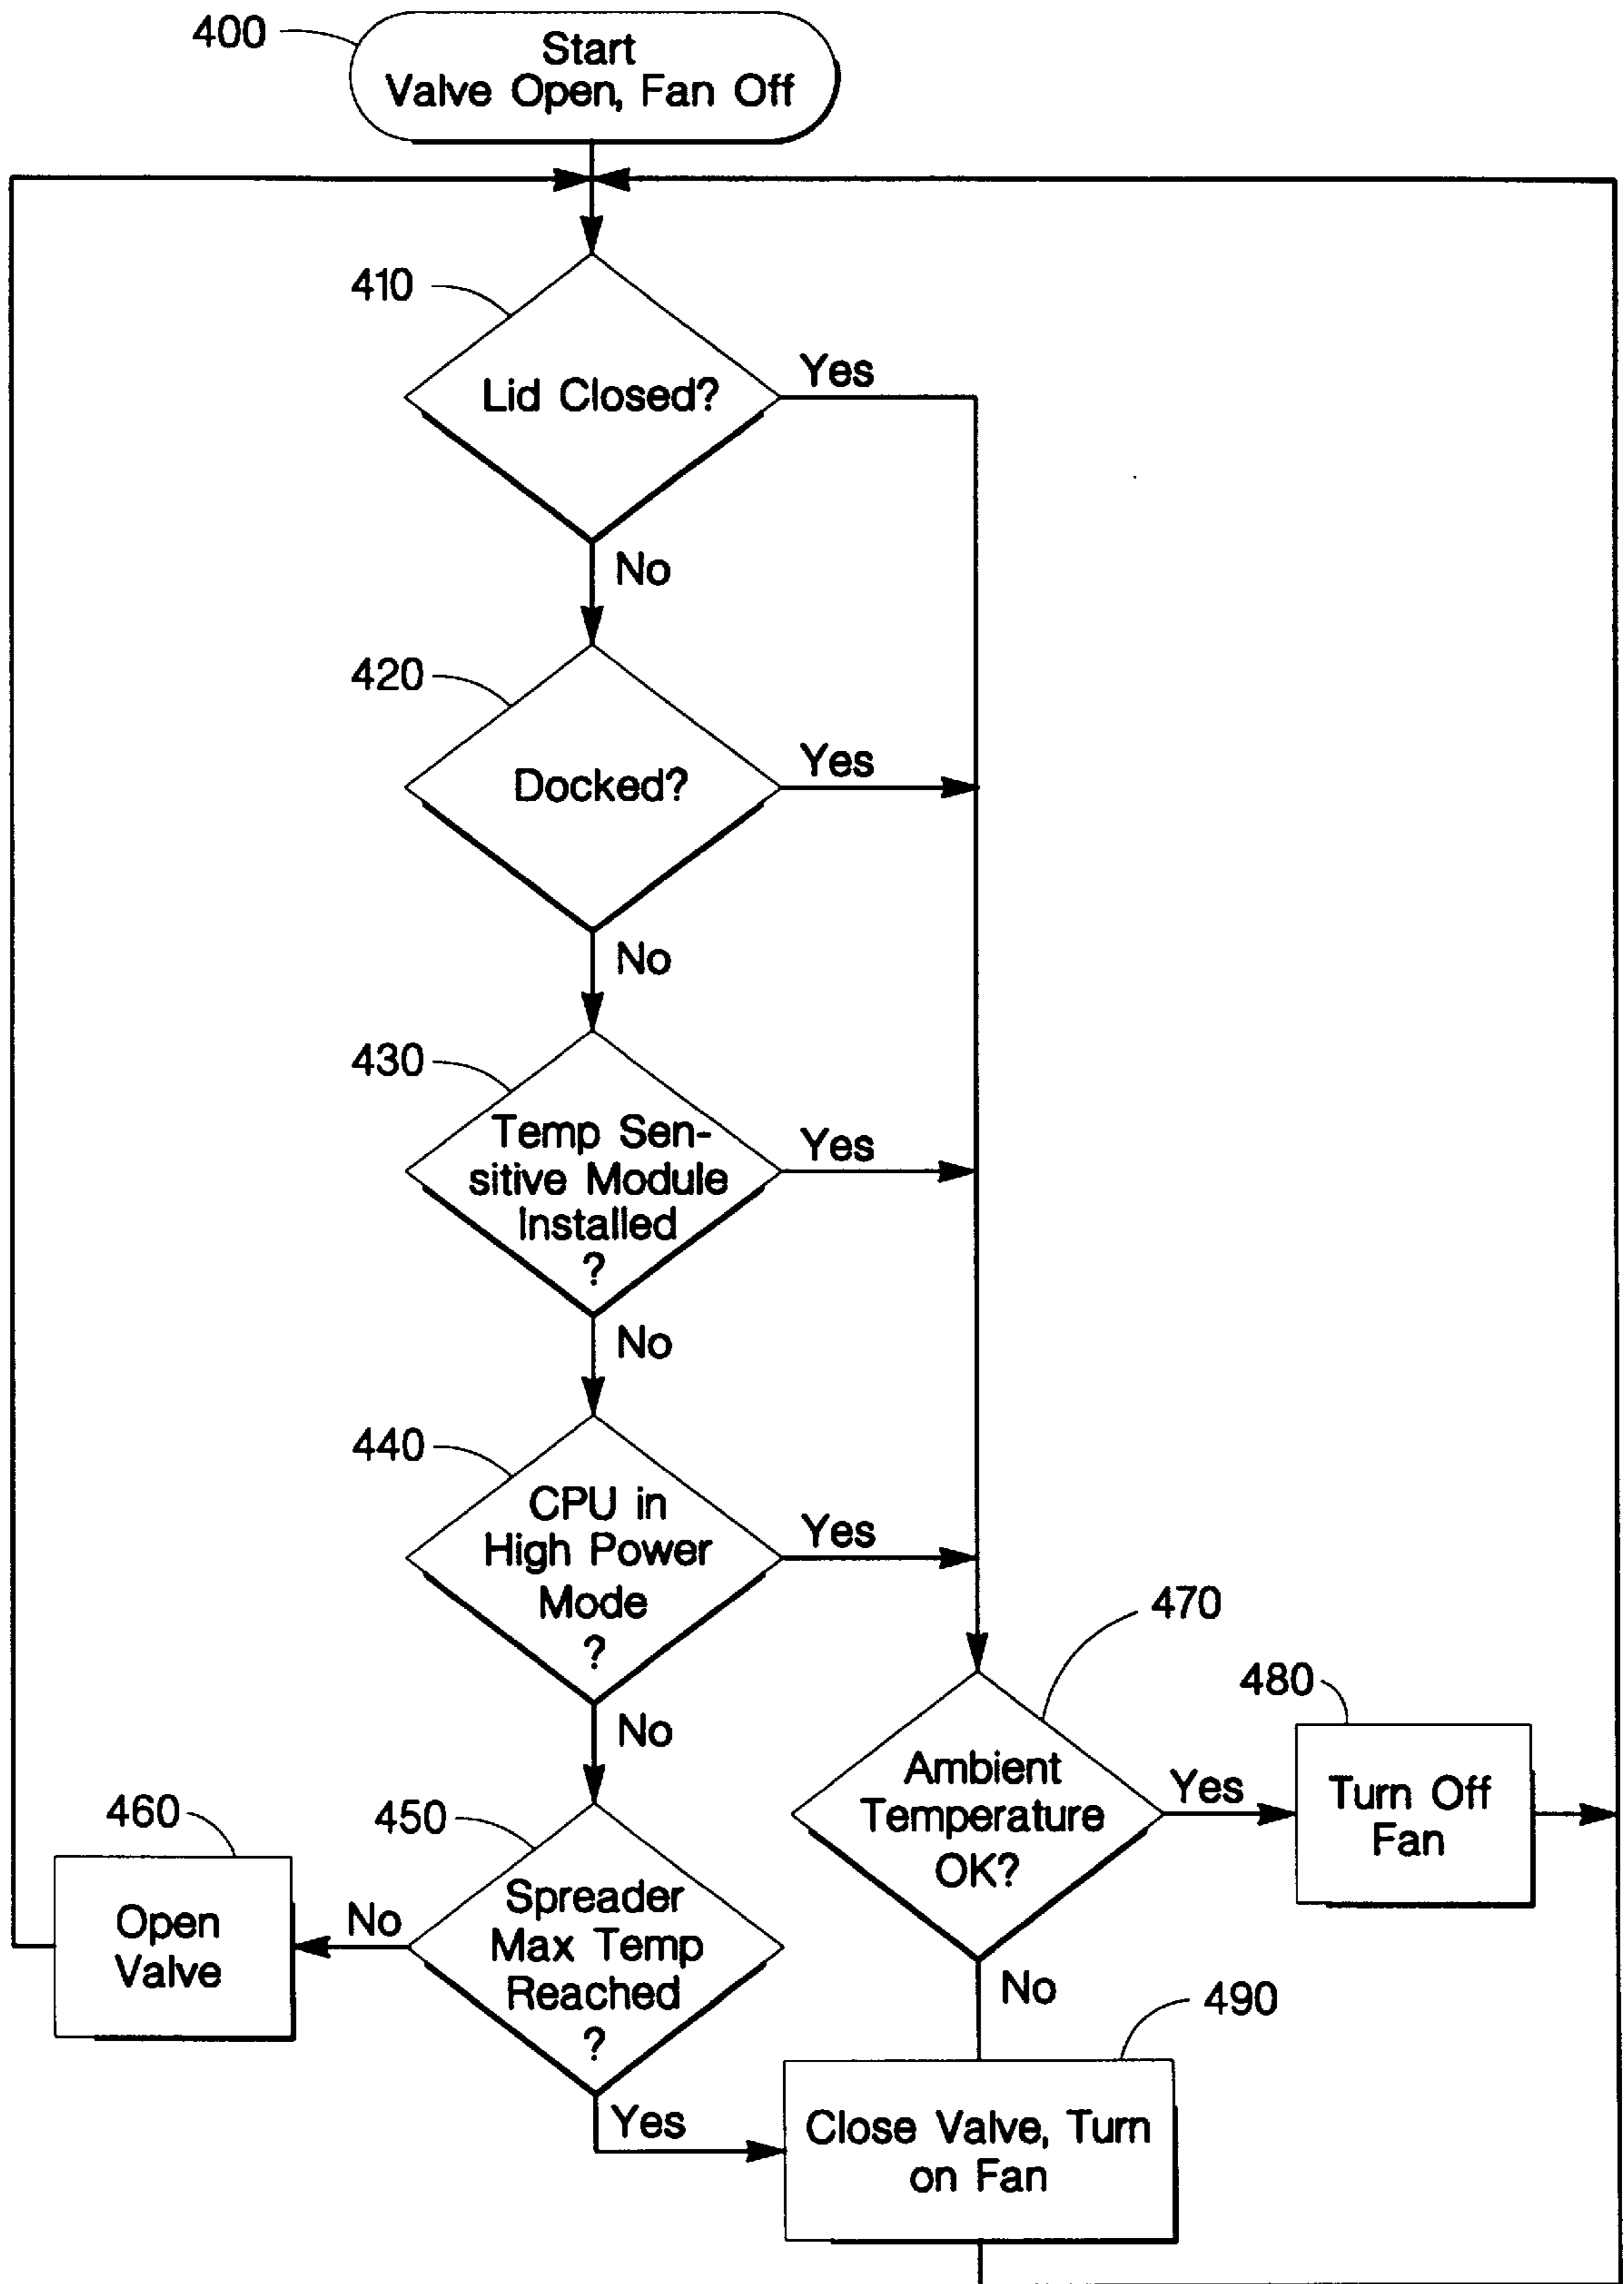 400
Start
Valve Open, Fan Off
410
Lid Closed?
Yes
No
420
Docked?
Yes
No
430
Temp Sen-
sitive Module
Installed
?
Yes
No
440
CPU in
High Power
Mode
?
Yes
No
450
Spreader
Max Temp
Reached
?
No
Yes
460
Open
Valve
470
Ambient
Temperature
OK?
Yes
No
480
Turn Off
Fan
490
Close Valve, Turn
on Fan